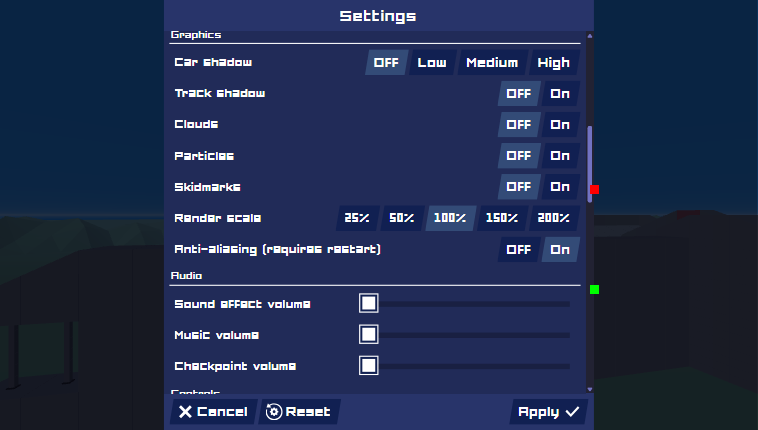 Settings
Graphics
Car shadow OFF Low Medium High
Track shadow OFF On
Clouds OFF On
Particles OFF On
Skidmarks OFF On
Render scale 25% 50% 100% 150% 200%
Anti-aliasing (requires restart) OFF On
Audio
Sound effect volume
Music volume
Checkpoint volume
Controls
Cancel Reset Apply